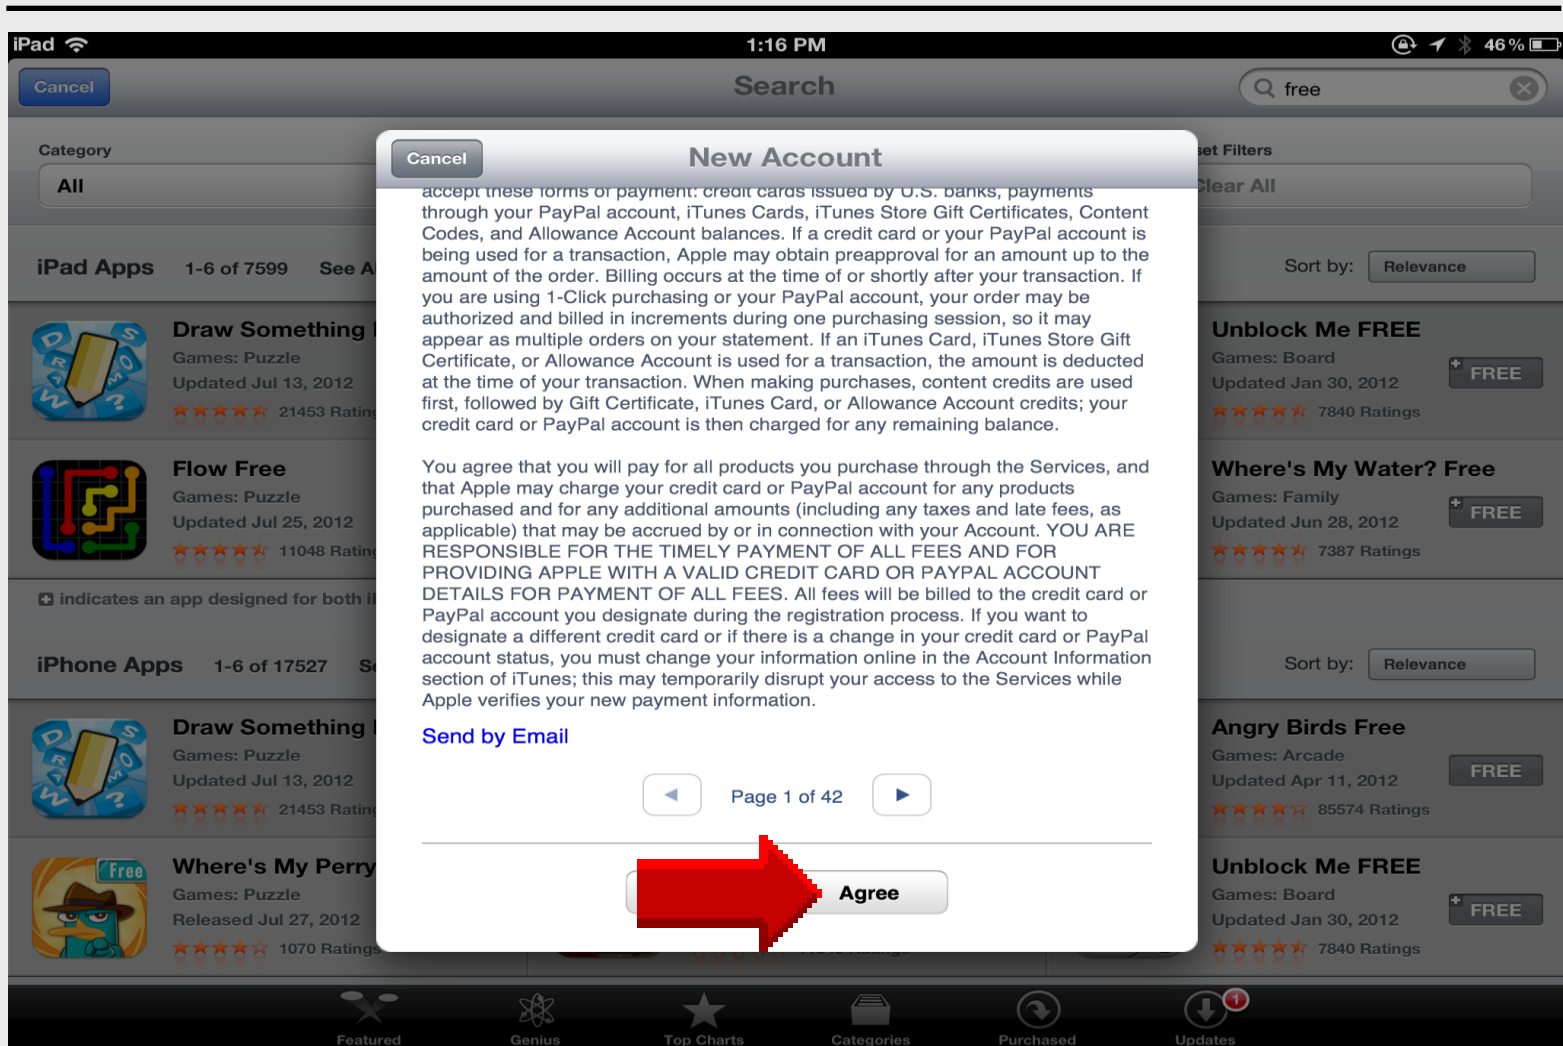 iPad
1:16 PM
46%
Cancel
Search
free
Category
set Filters
All
Clear All
iPad Apps 1-6 of 7599 See Al
Sort by: Relevance
Draw Something
Games: Puzzle
Updated Jul 13, 2012
21453 Rating
Flow Free
Games: Puzzle
Updated Jul 25, 2012
11048 Rating
indicates an app designed for both i
iPhone Apps 1-6 of 17527 Se
Draw Something
Games: Puzzle
Updated Jul 13, 2012
21453 Rating
Free
Where's My Perry
Games: Puzzle
Released Jul 27, 2012
1070 Ratings
Cancel
New Account
accept these forms of payment: credit cards issued by U.S. banks, payments
through your PayPal account, iTunes Cards, iTunes Store Gift Certificates, Content
Codes, and Allowance Account balances. If a credit card or your PayPal account is
being used for a transaction, Apple may obtain preapproval for an amount up to the
amount of the order. Billing occurs at the time of or shortly after your transaction. If
you are using 1-Click purchasing or your PayPal account, your order may be
authorized and billed in increments during one purchasing session, so it may
appear as multiple orders on your statement. If an iTunes Card, iTunes Store Gift
Certificate, or Allowance Account is used for a transaction, the amount is deducted
at the time of your transaction. When making purchases, content credits are used
first, followed by Gift Certificate, iTunes Card, or Allowance Account credits; your
credit card or PayPal account is then charged for any remaining balance.
You agree that you will pay for all products you purchase through the Services, and
that Apple may charge your credit card or PayPal account for any products
purchased and for any additional amounts (including any taxes and late fees, as
applicable) that may be accrued by or in connection with your Account. YOU ARE
RESPONSIBLE FOR THE TIMELY PAYMENT OF ALL FEES AND FOR
PROVIDING APPLE WITH A VALID CREDIT CARD OR PAYPAL ACCOUNT
DETAILS FOR PAYMENT OF ALL FEES. All fees will be billed to the credit card or
PayPal account you designate during the registration process. If you want to
designate a different credit card or if there is a change in your credit card or PayPal
account status, you must change your information online in the Account Information
section of iTunes; this may temporarily disrupt your access to the Services while
Apple verifies your new payment information.
Send by Email
Page 1 of 42
Agree
Unblock Me FREE
Games: Board
Updated Jan 30, 2012
7840 Ratings
FREE
Where's My Water? Free
Games: Family
Updated Jun 28, 2012
7387 Ratings
FREE
Sort by: Relevance
Angry Birds Free
Games: Arcade
Updated Apr 11, 2012
85574 Ratings
FREE
Unblock Me FREE
Games: Board
Updated Jan 30, 2012
7840 Ratings
FREE
Featured
Genius
Top Charts
Categories
Purchased
1
Updates